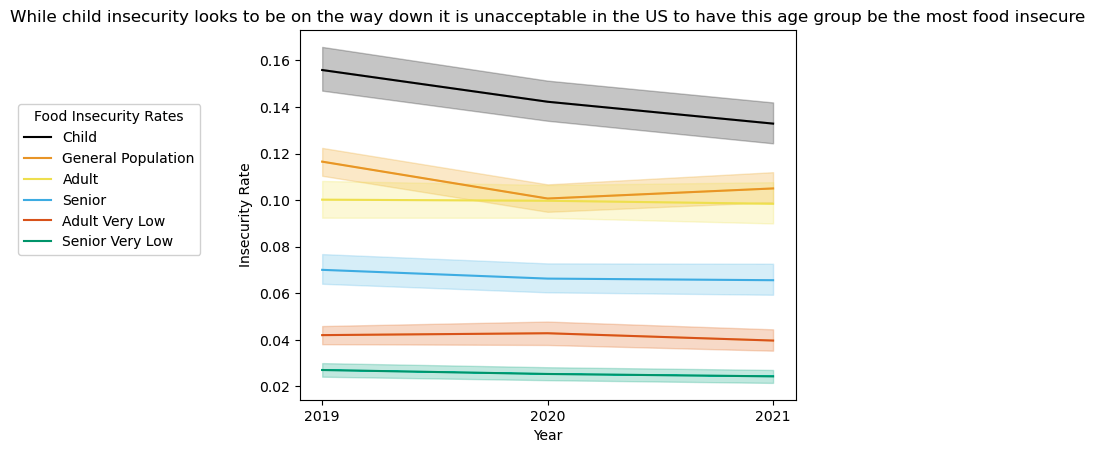 While child insecurity looks to be on the way down it is unacceptable in the US to have this age group be the most food insecure
Food Insecurity Rates
Child
General Population
Adult
Senior
Adult Very Low
Senior Very Low
Insecurity Rate
0.16
0.14
0.12
0.10
0.08
0.06
0.04
0.02
2019
2020
2021
Year